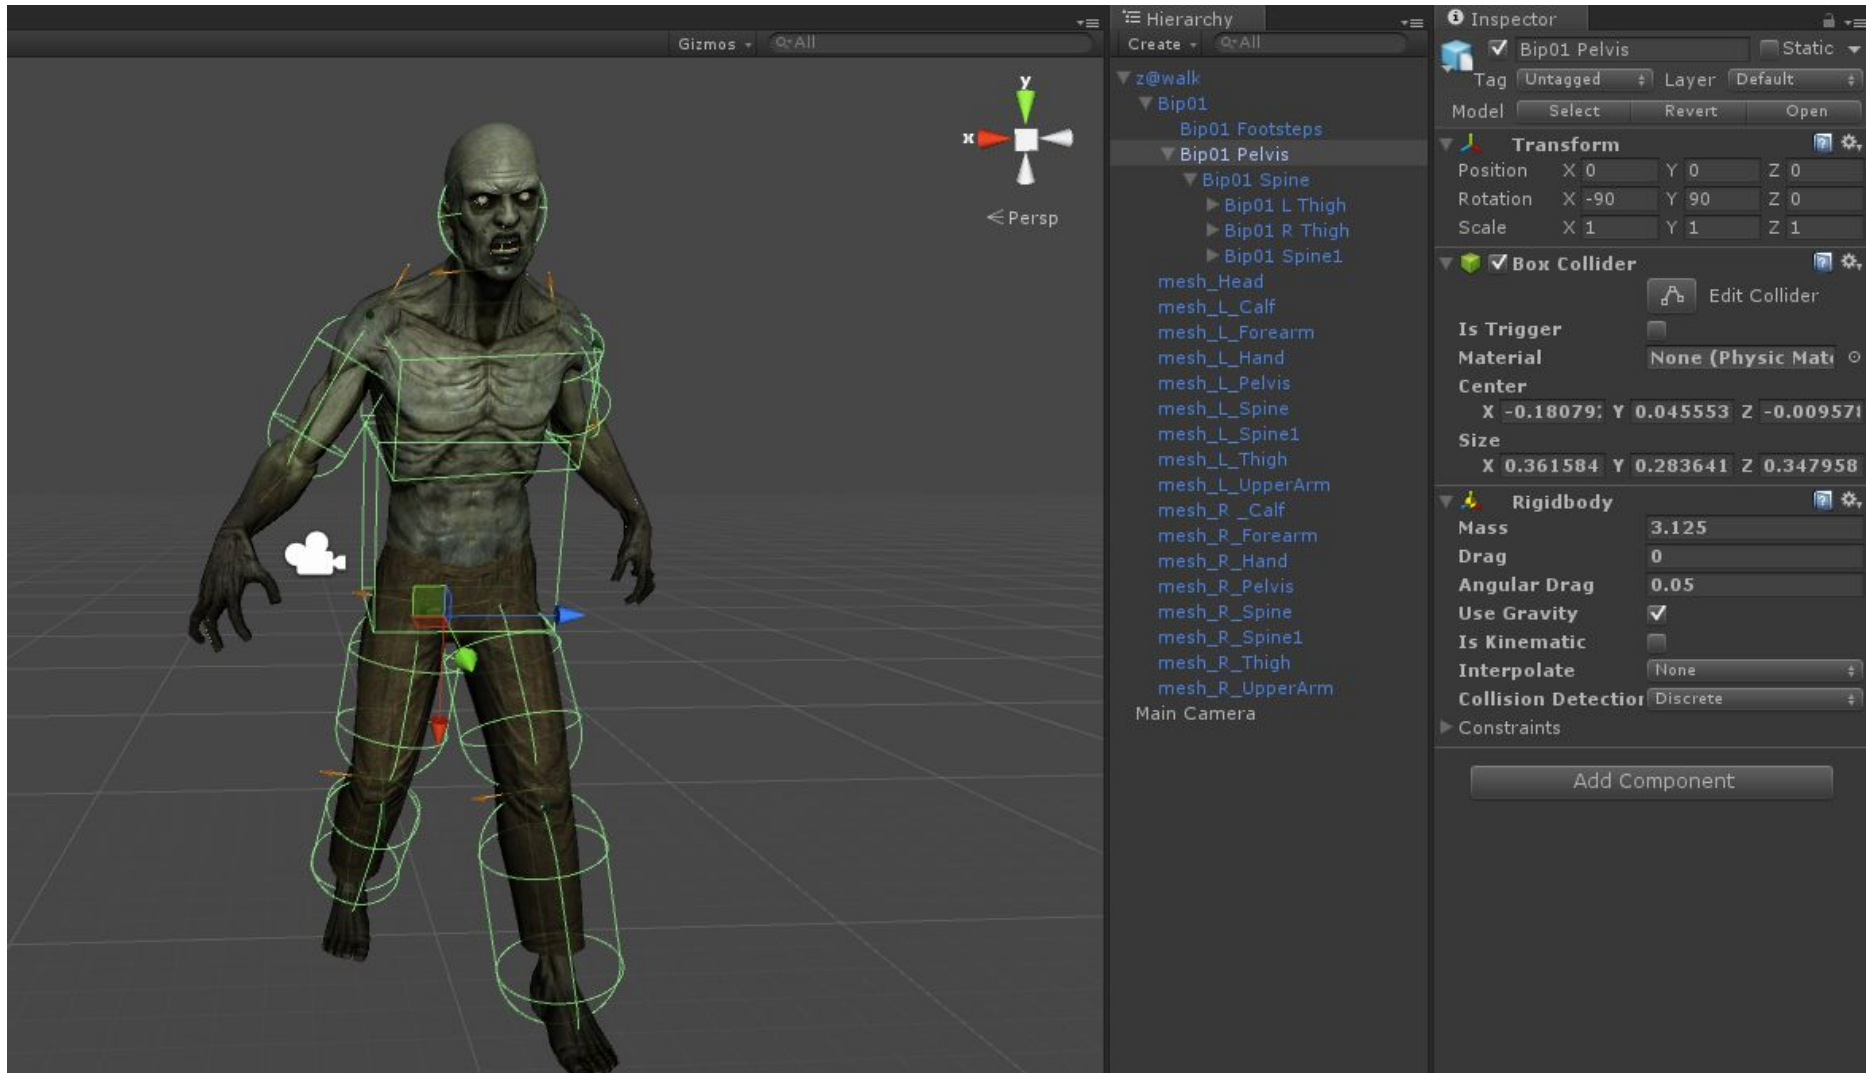 Gizmos
All
y
x
Persp
Hierarchy
Create All
z@walk
Bip01
Bip01 Footsteps
Bip01 Pelvis
Bip01 Spine
Bip01 L Thigh
Bip01 R Thigh
Bip01 Spine1
mesh_Head
mesh_L_Calf
mesh_L_Forearm
mesh_L_Hand
mesh_L_Pelvis
mesh_L_Spine
mesh_L_Spine1
mesh_L_Thigh
mesh_L_UpperArm
mesh_R _Calf
mesh_R_Forearm
mesh_R_Hand
mesh_R_Pelvis
mesh_R_Spine
mesh_R_Spine1
mesh_R_Thigh
mesh_R_UpperArm
Main Camera
Inspector
Bip01 Pelvis Static
Tag Untagged Layer Default
Model Select Revert Open
Transform
Position X 0 Y 0 Z 0
Rotation X -90 Y 90 Z 0
Scale X 1 Y 1 Z 1
Box Collider
Edit Collider
Is Trigger
Material None (Physic Mate
Center
X -0.18079 Y 0.045553 Z -0.00957
Size
X 0.361584 Y 0.283641 Z 0.347958
Rigidbody
Mass 3.125
Drag 0
Angular Drag 0.05
Use Gravity
Is Kinematic
Interpolate None
Collision Detection Discrete
Constraints
Add Component